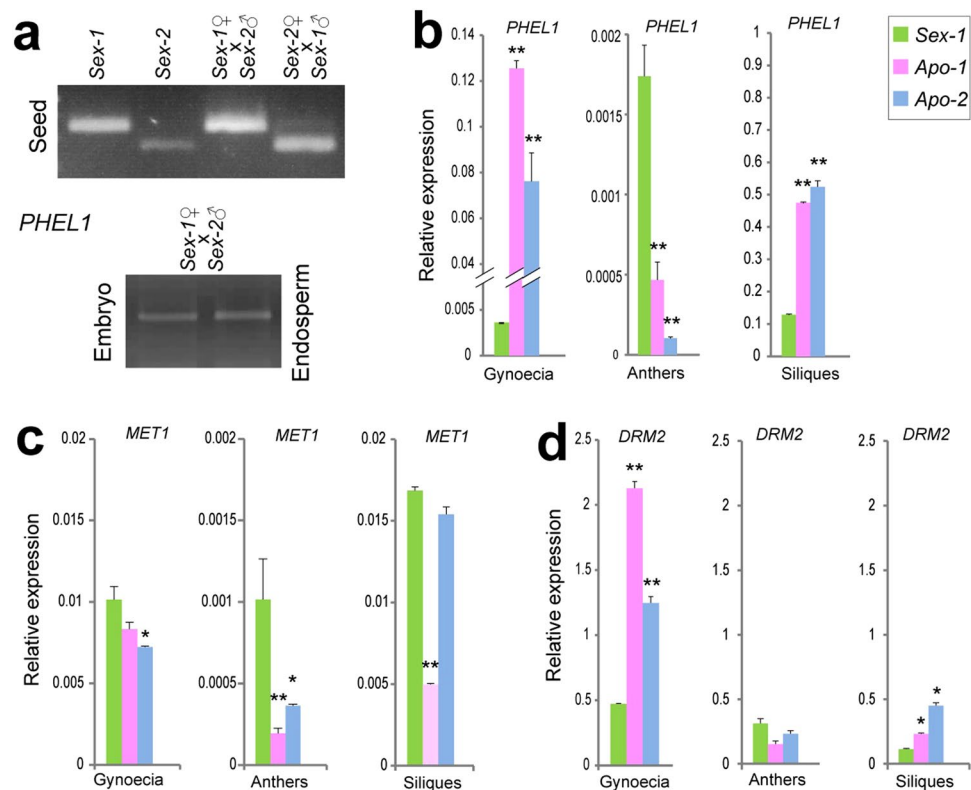 a
Sex-1
Sex-2
Sex-1♀ x Sex-2♂
Sex-2♀ x Sex-1♂
Seed
PHEL1
Sex-1♀ x Sex-2♂
Embryo
Endosperm
b
PHEL1
PHEL1
PHEL1
Sex-1
Apo-1
Apo-2
Relative expression
0.14
0.12
0.1
0.08
0.06
0.04
0.005
0
**
**
Gynoecia
0.002
0.0015
0.001
0.0005
0
**
**
Anthers
1
0.9
0.8
0.7
0.6
0.5
0.4
0.3
0.2
0.1
0
**
**
Siliques
c
MET1
MET1
MET1
Relative expression
0.02
0.015
0.01
0.005
0
*
Gynoecia
0.002
0.0015
0.001
0.0005
0
**
*
Anthers
0.02
0.015
0.01
0.005
0
**
Siliques
d
DRM2
DRM2
DRM2
Relative expression
2.5
2
1.5
1
0.5
0
**
**
Gynoecia
2.5
2
1.5
1
0.5
0
Anthers
2.5
2
1.5
1
0.5
0
*
*
Siliques